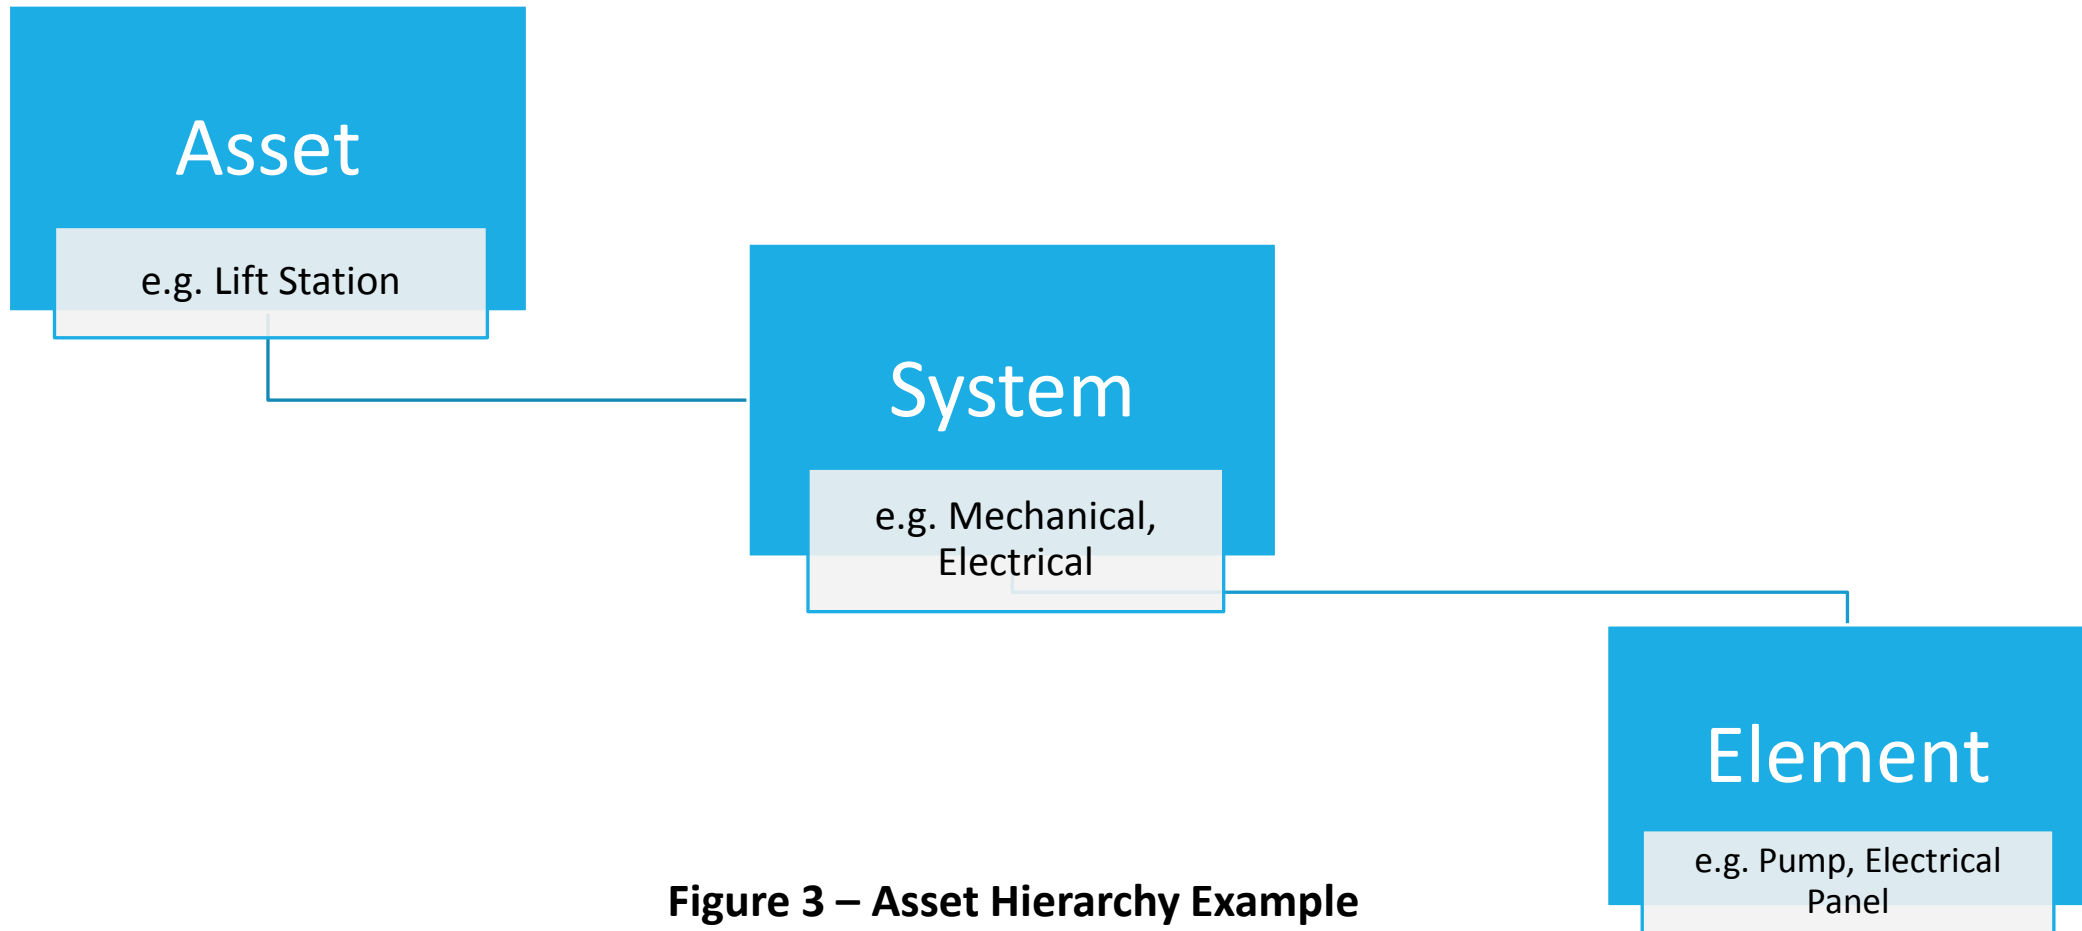 Asset
e.g. Lift Station
System
e.g. Mechanical,
Electrical
Element
e.g. Pump, Electrical
Panel
Figure 3 – Asset Hierarchy Example